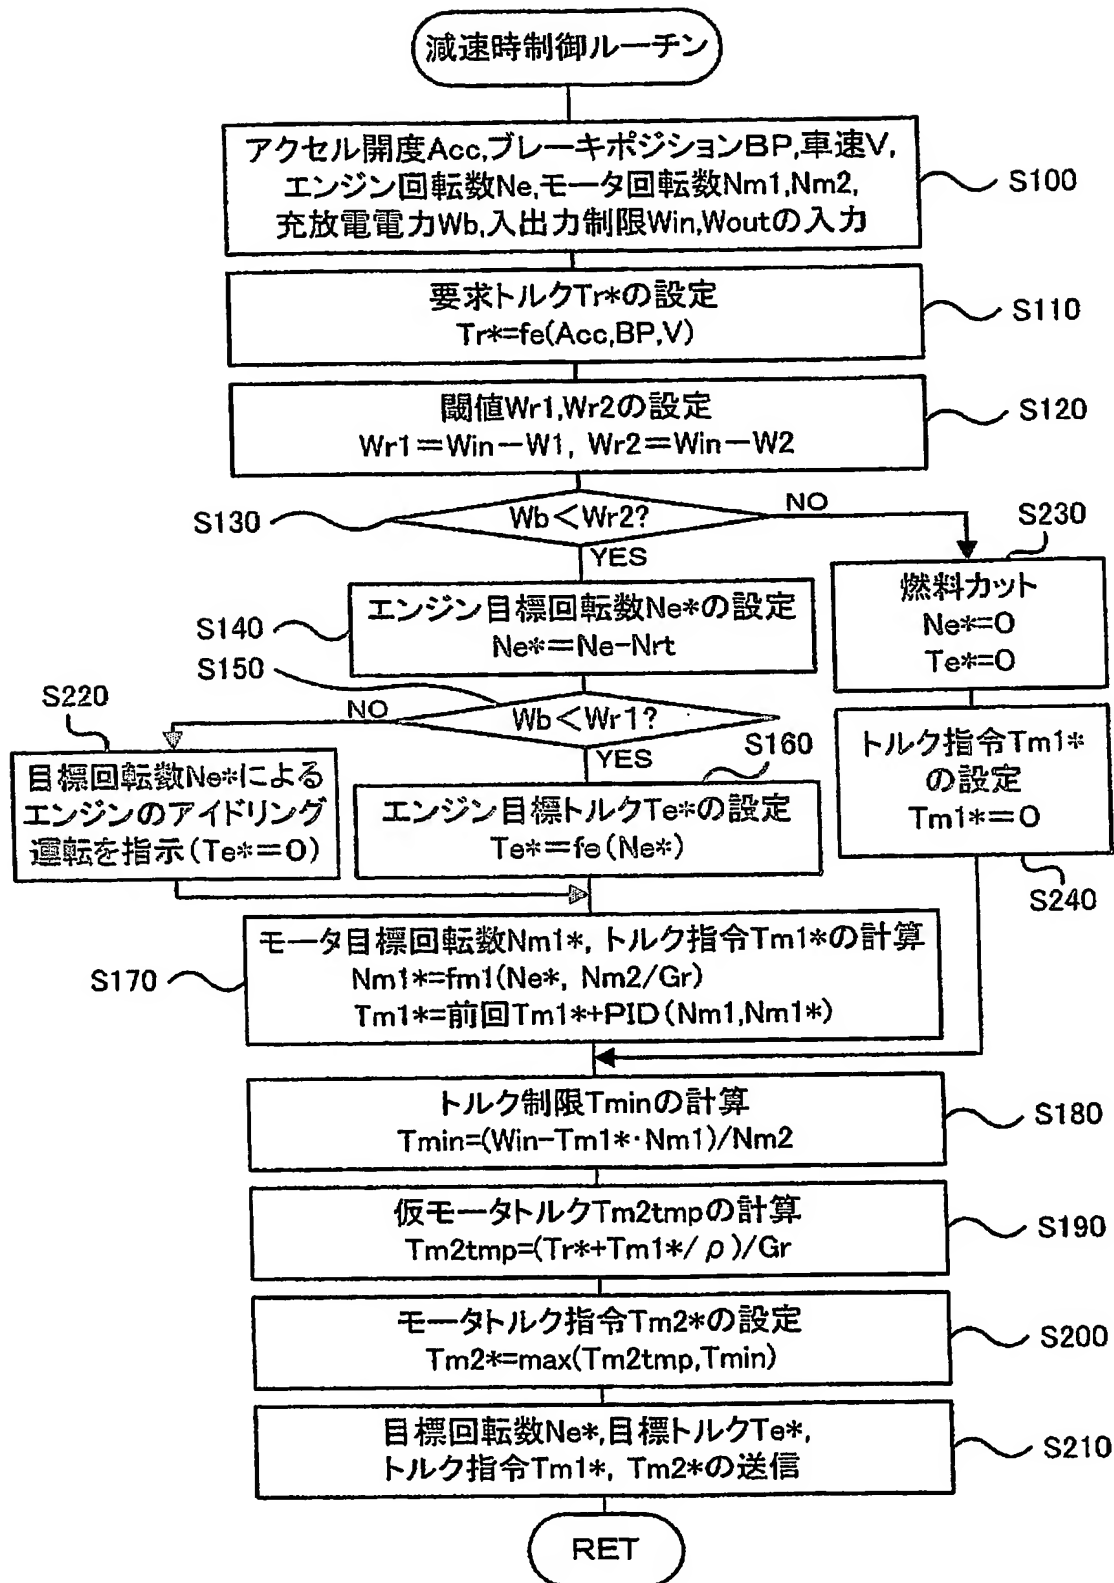 減速時制御ルーチン
アクセル開度Acc,ブレーキポジションBP,車速V,
エンジン回転数Ne,モータ回転数Nm1,Nm2,
充放電電力Wb,入出力制限Win,Woutの入力
S100
要求トルクTr*の設定
Tr*=fe(Acc,BP,V)
S110
閾値Wr1,Wr2の設定
Wr1=Win-W1, Wr2=Win-W2
S120
S130
Wb<Wr2?
NO
YES
S230
燃料カット
Ne*=0
Te*=0
S140
エンジン目標回転数Ne*の設定
Ne*=Ne-Nrt
S150
Wb<Wr1?
NO
YES
S220
目標回転数Ne*による
エンジンのアイドリング
運転を指示(Te*=0)
S160
エンジン目標トルクTe*の設定
Te*=fe(Ne*)
トルク指令Tm1*
の設定
Tm1*=0
S240
S170
モータ目標回転数Nm1*, トルク指令Tm1*の計算
Nm1*=fm1(Ne*, Nm2/Gr)
Tm1*=前回Tm1*+PID(Nm1,Nm1*)
トルク制限Tminの計算
Tmin=(Win-Tm1*·Nm1)/Nm2
S180
仮モータトルクTm2tmpの計算
Tm2tmp=(Tr*+Tm1*/ρ)/Gr
S190
モータトルク指令Tm2*の設定
Tm2*=max(Tm2tmp,Tmin)
S200
目標回転数Ne*,目標トルクTe*,
トルク指令Tm1*, Tm2*の送信
S210
RET